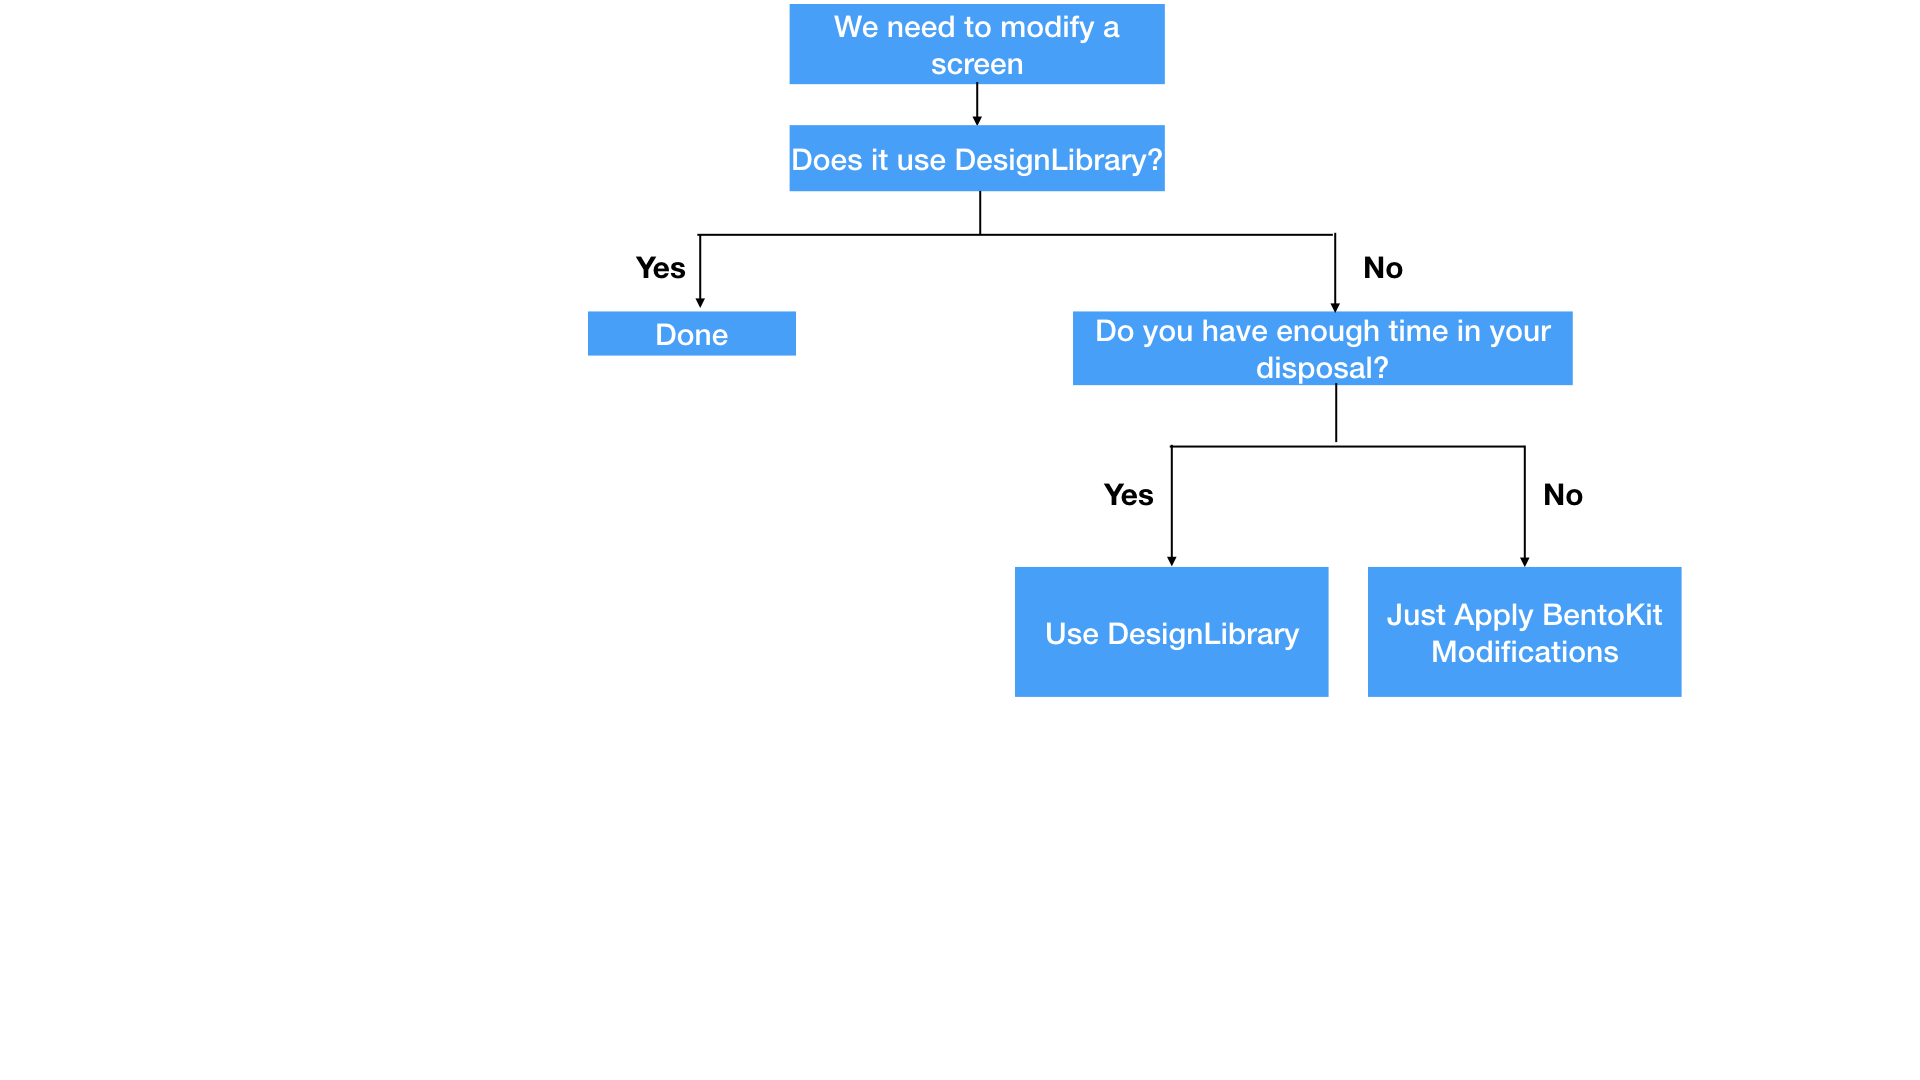 We need to modify a
screen
Does it use DesignLibrary?
Yes
No
Done
Do you have enough time in your
disposal?
Yes
No
Use DesignLibrary
Just Apply BentoKit
Modifications